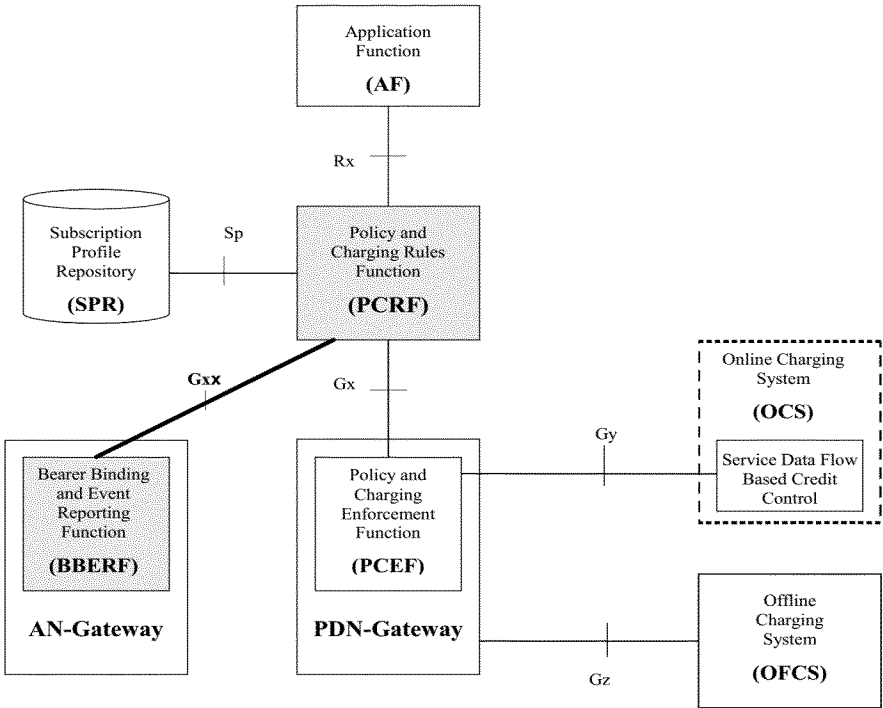 Application
Function
(AF)
Rx
Subscription
Profile
Repository
(SPR)
Sp
Policy and
Charging Rules
Function
(PCRF)
Gxx
Gx
Online Charging
System
(OCS)
Service Data Flow
Based Credit
Control
Gy
Bearer Binding
and Event
Reporting
Function
(BBERF)
AN-Gateway
Policy and
Charging
Enforcement
Function
(PCEF)
PDN-Gateway
Gz
Offline
Charging
System
(OFCS)